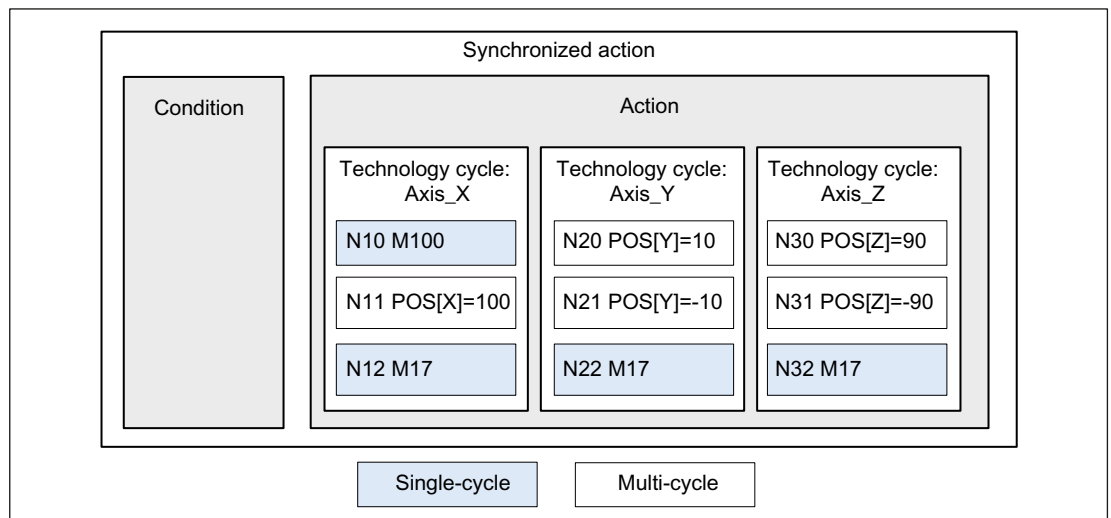 Synchronized action
Condition
Action
Technology cycle:
Axis_X
N10 M100
N11 POS[X]=100
N12 M17
Technology cycle:
Axis_Y
N20 POS[Y]=10
N21 POS[Y]=-10
N22 M17
Technology cycle:
Axis_Z
N30 POS[Z]=90
N31 POS[Z]=-90
N32 M17
Single-cycle
Multi-cycle